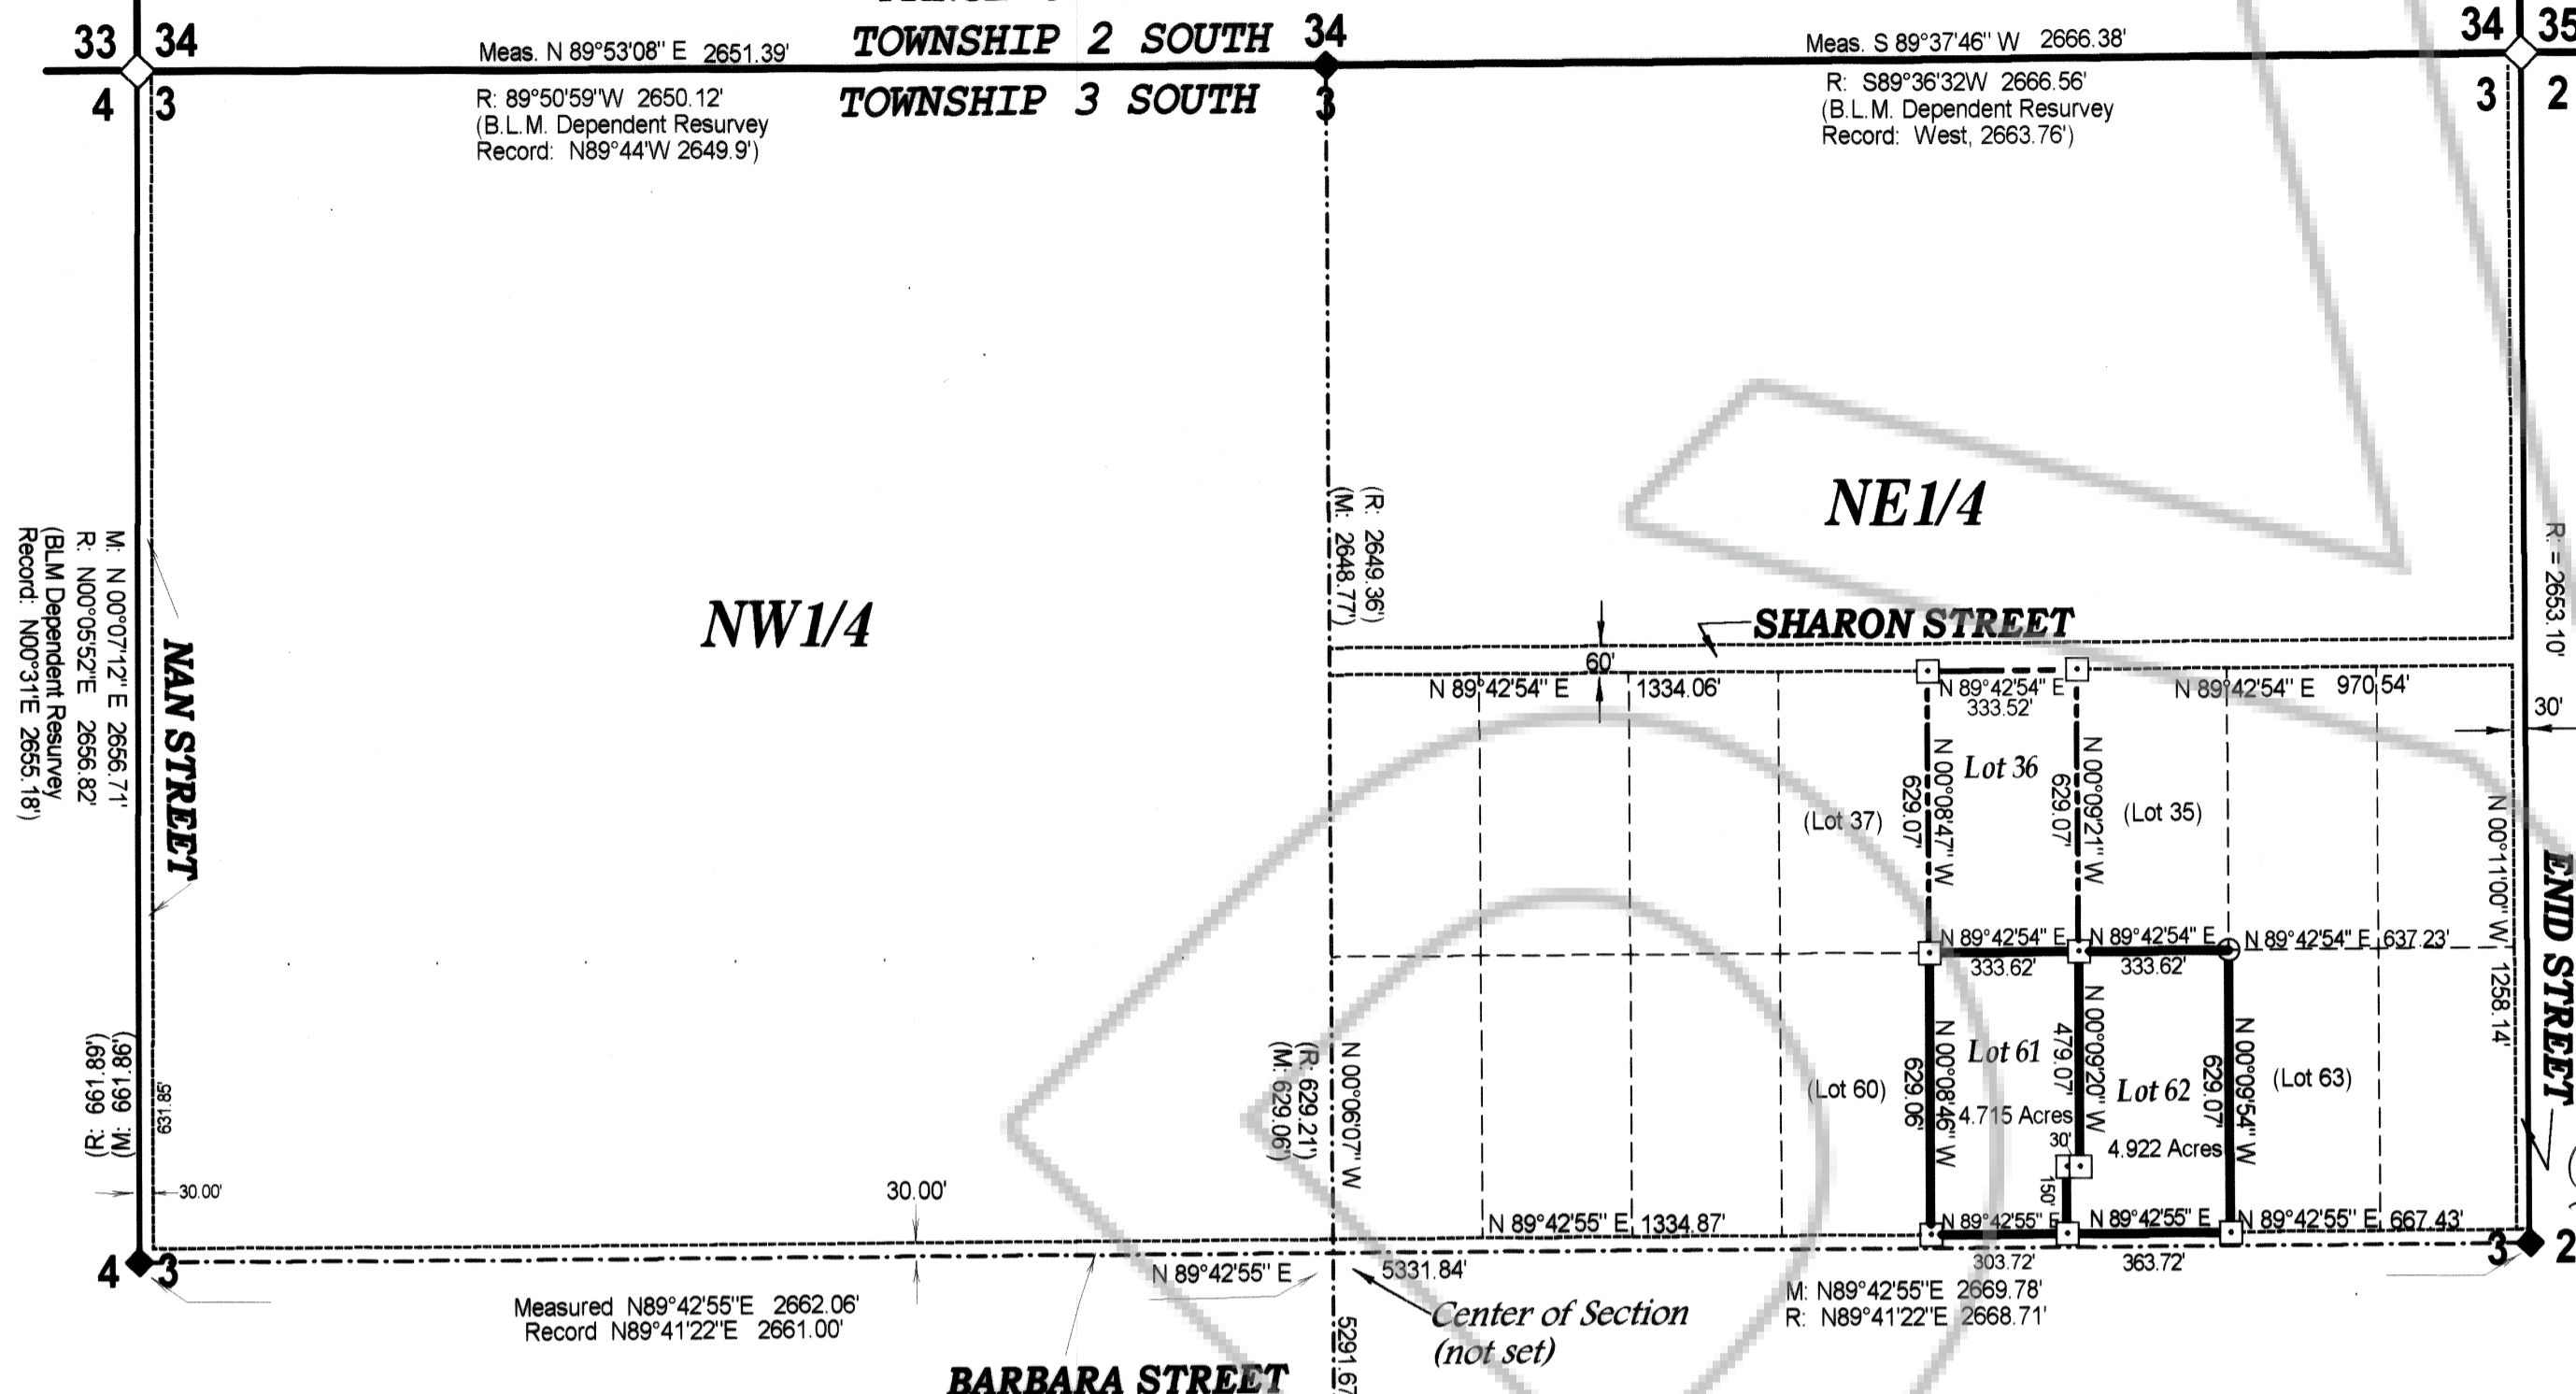 33
34
Meas. N 89°53'08" E 2651.39'
TOWNSHIP 2 SOUTH
34
Meas. S 89°37'46" W 2666.38'
34
35
4
3
R: 89°50'59"W 2650.12'
(B.L.M. Dependent Resurvey
Record: N89°44'W 2649.9')
TOWNSHIP 3 SOUTH
3
R: S89°36'32W 2666.56'
(B.L.M. Dependent Resurvey
Record: West, 2663.76')
3
2
NW1/4
NE1/4
(R: 2649.36')
(M: 2648.77')
R: = 2653.10'
M: N 00°07'12" E 2656.71'
R: N00°05'52"E 2656.82'
(BLM Dependent Resurvey
Record: N00°31'E 2655.18')
NAN STREET
SHARON STREET
60'
N 89°42'54" E 1334.06'
N 89°42'54" E
333.52'
N 89°42'54" E 970.54'
30'
Lot 36
(Lot 37)
N 00°08'47" W
629.07'
N 00°09'21" W
629.07'
(Lot 35)
N 00°11'00" W 1258.14'
ENID STREET
N 89°42'54" E
333.62'
N 89°42'54" E
333.62'
N 89°42'54" E 637.23'
(M: 661.86')
(R: 661.89')
631.85'
N 00°06'07" W
(R: 629.21')
(M: 629.06')
(Lot 60)
N 00°08'46" W
629.06'
Lot 61
4.715 Acres
N 00°09'20" W
479.07'
30'
150'
Lot 62
4.922 Acres
N 00°09'54" W
629.07'
(Lot 63)
30.00'
30.00'
N 89°42'55" E 1334.87'
N 89°42'55" E
303.72'
N 89°42'55" E
363.72'
N 89°42'55" E 667.43'
4
3
3
2
N 89°42'55" E 5331.84'
Measured N89°42'55"E 2662.06'
Record N89°41'22"E 2661.00'
M: N89°42'55"E 2669.78'
R: N89°41'22"E 2668.71'
Center of Section
(not set)
5291.67
BARBARA STREET